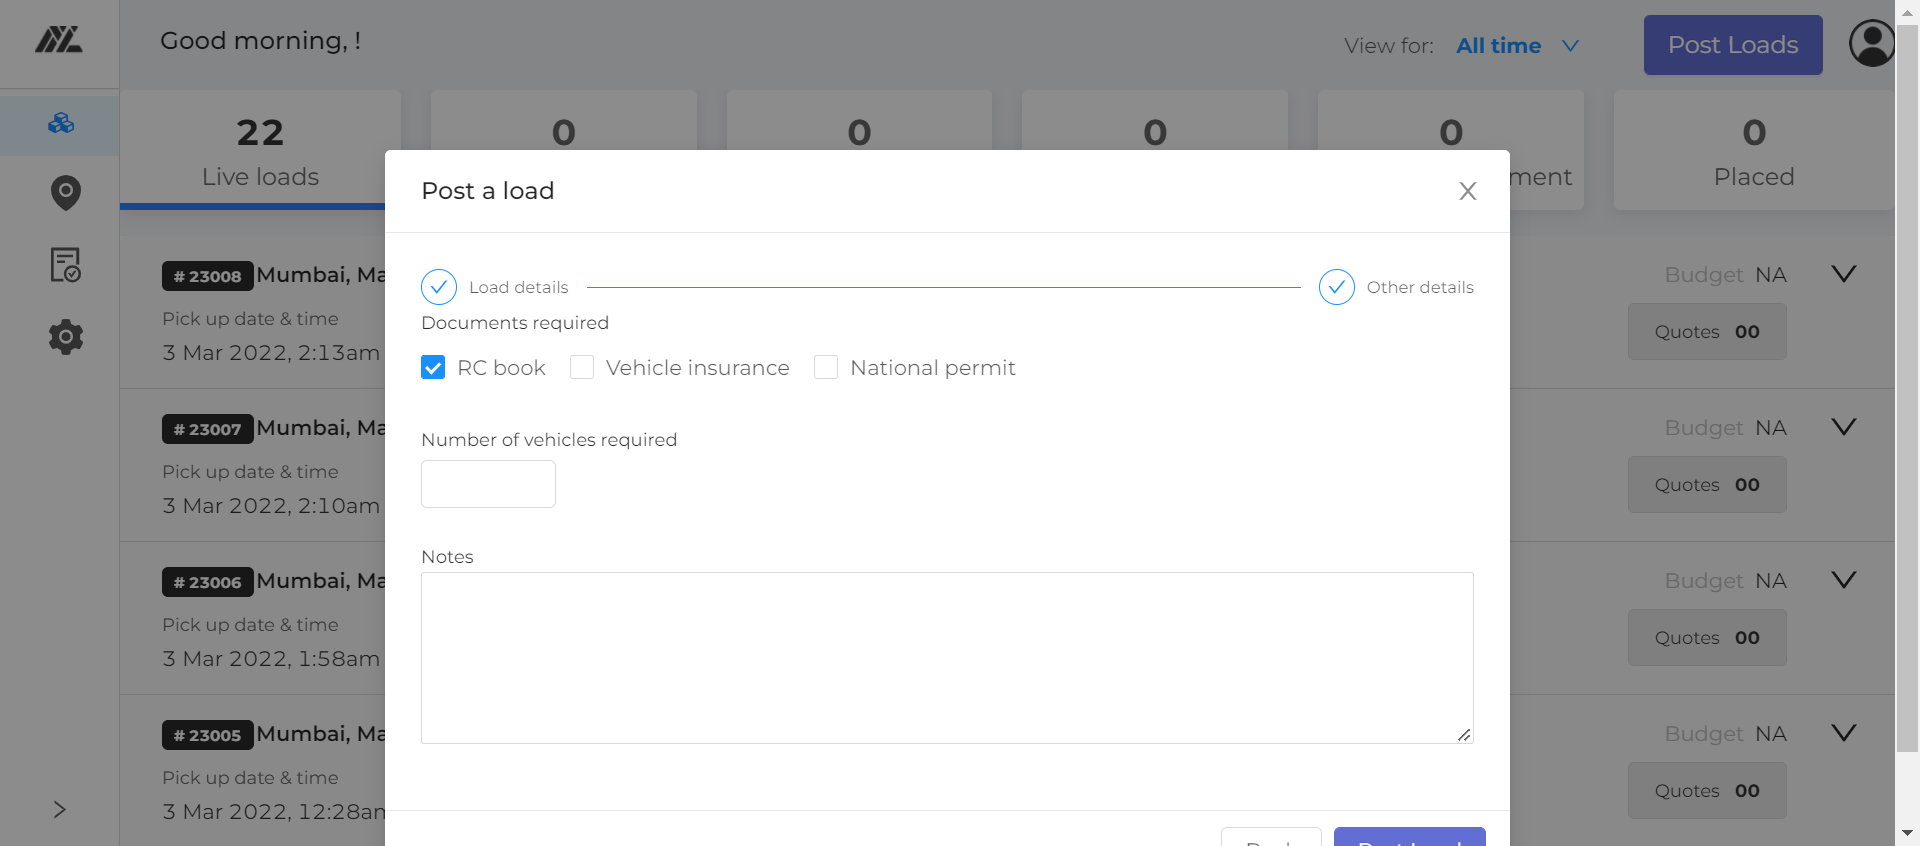 Good morning, !
View for: All time
Post Loads
22
Live loads
0
0
0
0
ment
0
Placed
Post a load
Load details
Other details
Documents required
RC book
Vehicle insurance
National permit
Number of vehicles required
Notes
# 23008 Mumbai, Ma
Pick up date & time
3 Mar 2022, 2:13am
Budget NA
Quotes 00
# 23007 Mumbai, Ma
Pick up date & time
3 Mar 2022, 2:10am
Budget NA
Quotes 00
# 23006 Mumbai, Ma
Pick up date & time
3 Mar 2022, 1:58am
Budget NA
Quotes 00
# 23005 Mumbai, Ma
Pick up date & time
3 Mar 2022, 12:28am
Budget NA
Quotes 00